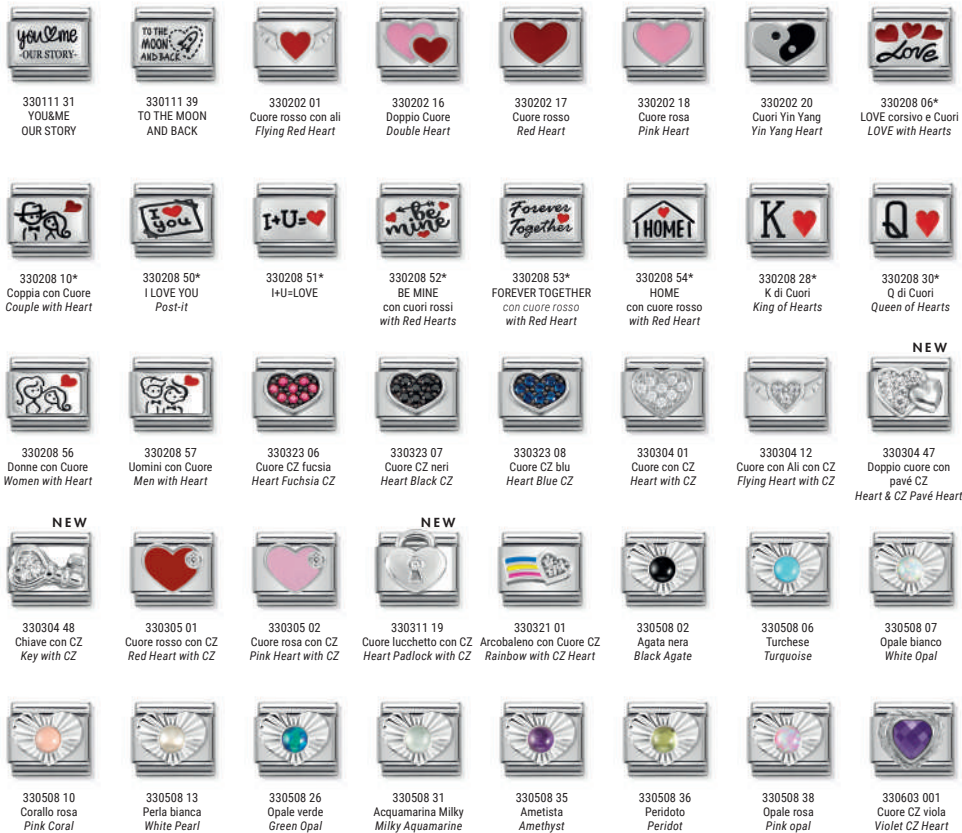 you&me
-OUR STORY-
TO THE
MOON
AND BACK
Love
330111 31
YOU&ME
OUR STORY
330111 39
TO THE MOON
AND BACK
330202 01
Cuore rosso con ali
Flying Red Heart
330202 16
Doppio Cuore
Double Heart
330202 17
Cuore rosso
Red Heart
330202 18
Cuore rosa
Pink Heart
330202 20
Cuori Yin Yang
Yin Yang Heart
330208 06*
LOVE corsivo e Cuori
LOVE with Hearts
I
you
I+U=
be
mine
Forever
Together
HOME
K
Q
330208 10*
Coppia con Cuore
Couple with Heart
330208 50*
I LOVE YOU
Post-it
330208 51*
I+U=LOVE
330208 52*
BE MINE
con cuori rossi
with Red Hearts
330208 53*
FOREVER TOGETHER
con cuore rosso
with Red Heart
330208 54*
HOME
con cuore rosso
with Red Heart
330208 28*
K di Cuori
King of Hearts
330208 30*
Q di Cuori
Queen of Hearts
NEW
330208 56
Donne con Cuore
Women with Heart
330208 57
Uomini con Cuore
Men with Heart
330323 06
Cuore CZ fucsia
Heart Fuchsia CZ
330323 07
Cuore CZ neri
Heart Black CZ
330323 08
Cuore CZ blu
Heart Blue CZ
330304 01
Cuore con CZ
Heart with CZ
330304 12
Cuore con Ali con CZ
Flying Heart with CZ
330304 47
Doppio cuore con
pavé CZ
Heart & CZ Pavé Heart
NEW
NEW
330304 48
Chiave con CZ
Key with CZ
330305 01
Cuore rosso con CZ
Red Heart with CZ
330305 02
Cuore rosa con CZ
Pink Heart with CZ
330311 19
Cuore lucchetto con CZ
Heart Padlock with CZ
330321 01
Arcobaleno con Cuore CZ
Rainbow with CZ Heart
330508 02
Agata nera
Black Agate
330508 06
Turchese
Turquoise
330508 07
Opale bianco
White Opal
330508 10
Corallo rosa
Pink Coral
330508 13
Perla bianca
White Pearl
330508 26
Opale verde
Green Opal
330508 31
Acquamarina Milky
Milky Aquamarine
330508 35
Ametista
Amethyst
330508 36
Peridoto
Peridot
330508 38
Opale rosa
Pink opal
330603 001
Cuore CZ viola
Violet CZ Heart